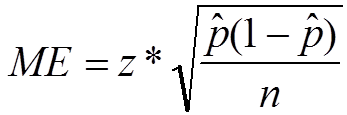 ME = z * √(p̂(1 − p̂) / n)